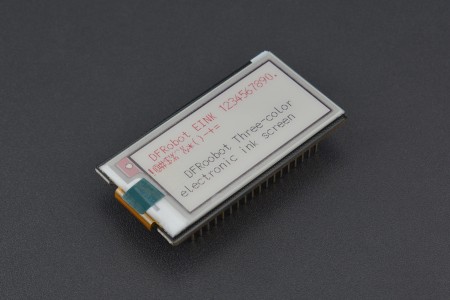 DFRobot EINK 1234567890.
!@#$% &*()-+=
DFRoobot Three-color
electronic ink screen